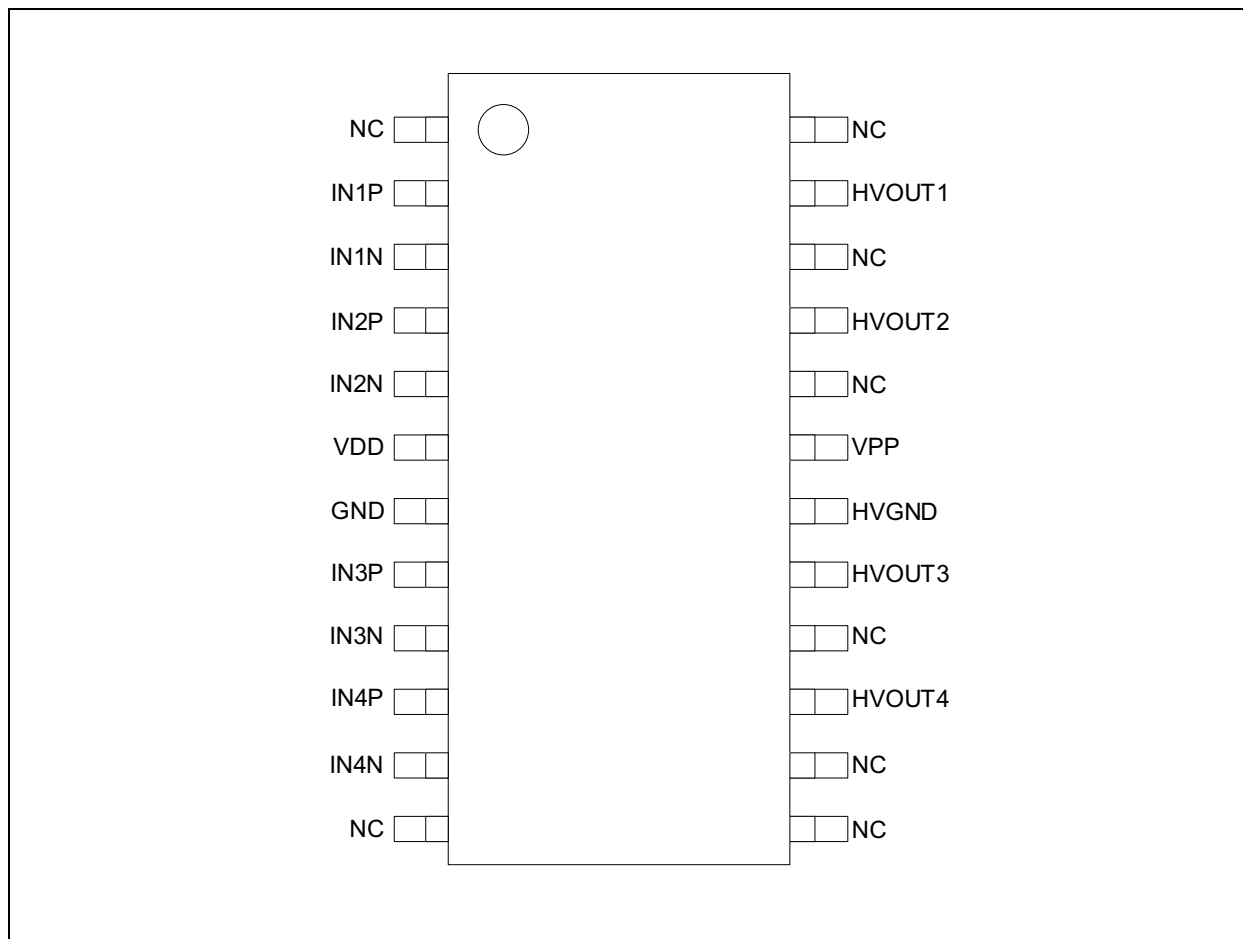 NC NC
IN1P HVOUT1
IN1N NC
IN2P HVOUT2
IN2N NC
VDD VPP
GND HVGND
IN3P HVOUT3
IN3N NC
IN4P HVOUT4
IN4N NC
NC NC